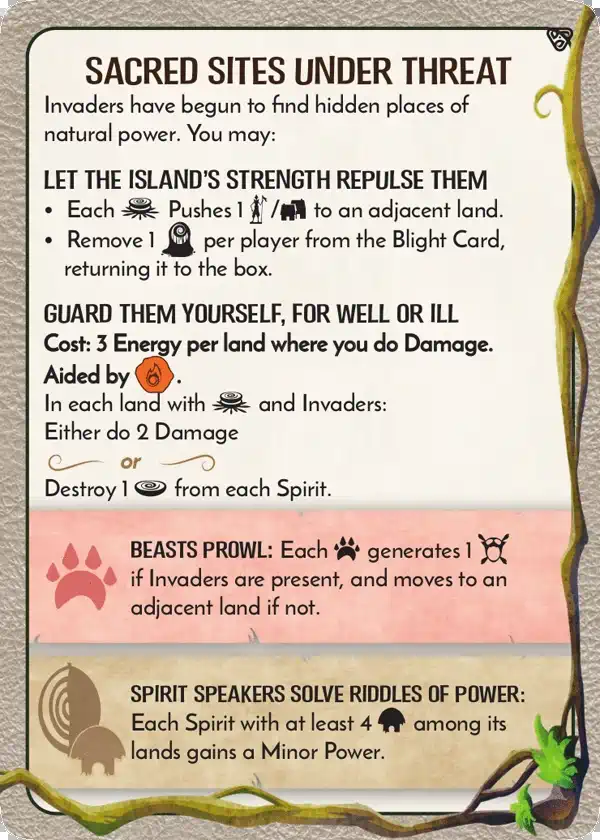 SACRED SITES UNDER THREAT
Invaders have begun to find hidden places of
natural power. You may:
LET THE ISLAND'S STRENGTH REPULSE THEM
• Each Pushes 1 / to an adjacent land.
• Remove 1 per player from the Blight Card,
returning it to the box.
GUARD THEM YOURSELF, FOR WELL OR ILL
Cost: 3 Energy per land where you do Damage.
Aided by .
In each land with and Invaders:
Either do 2 Damage
or
Destroy 1 from each Spirit.
BEASTS PROWL: Each generates 1
if Invaders are present, and moves to an
adjacent land if not.
SPIRIT SPEAKERS SOLVE RIDDLES OF POWER:
Each Spirit with at least 4 among its
lands gains a Minor Power.